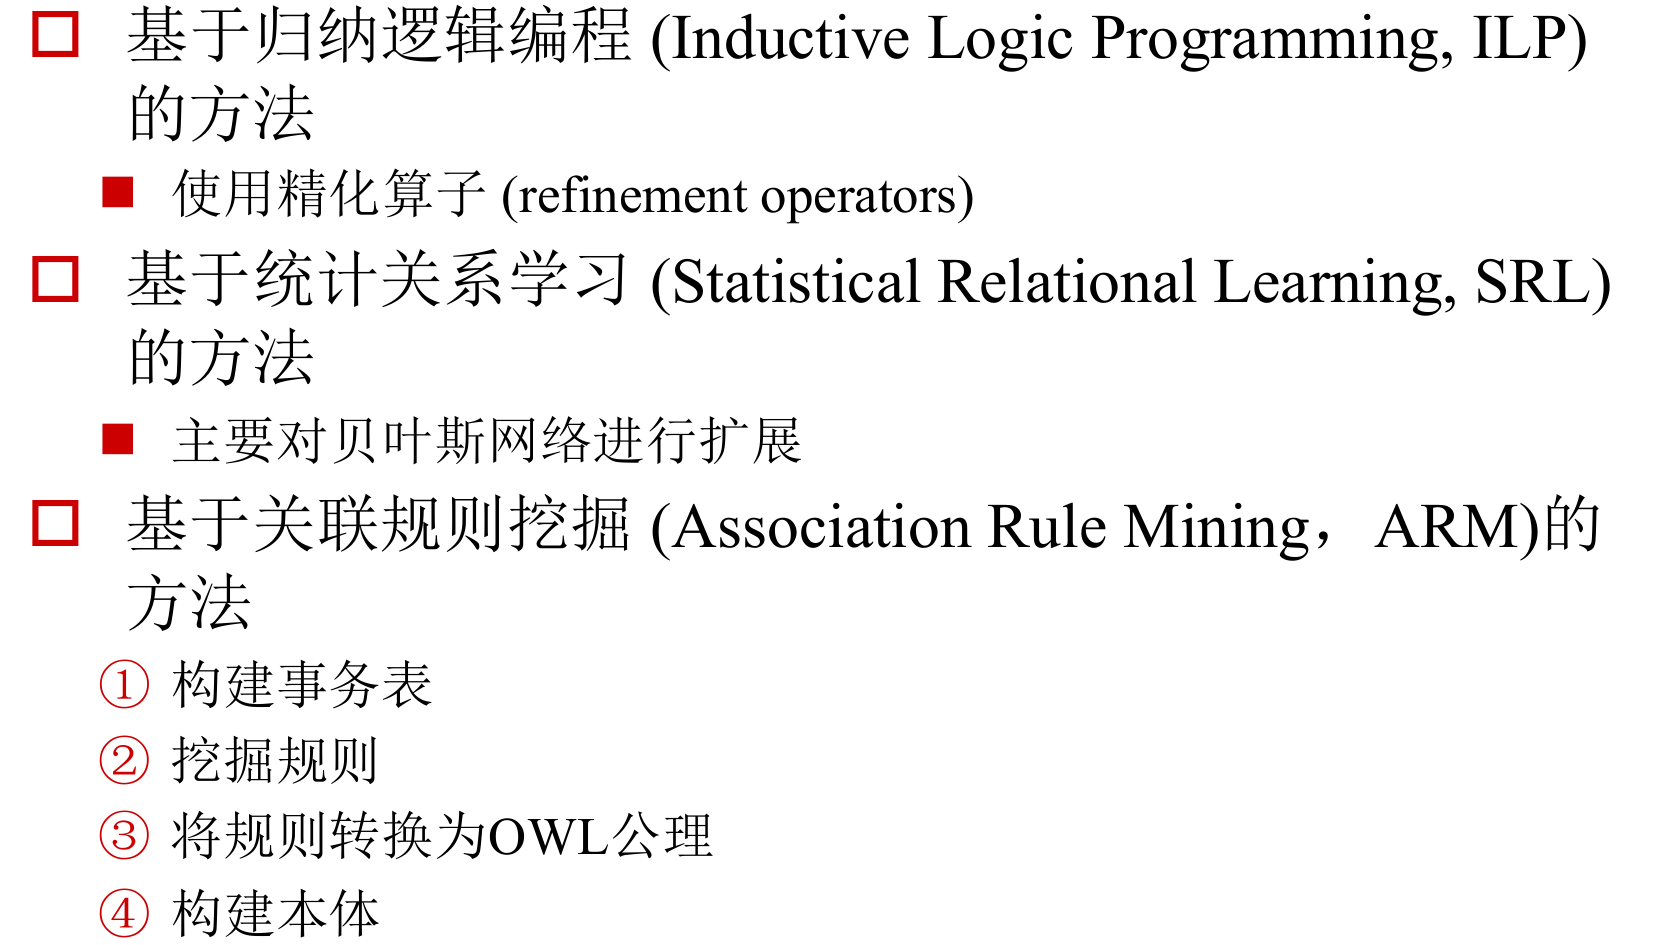 基于归纳逻辑编程 (Inductive Logic Programming, ILP)
的方法
使用精化算子 (refinement operators)
基于统计关系学习 (Statistical Relational Learning, SRL)
的方法
主要对贝叶斯网络进行扩展
基于关联规则挖掘 (Association Rule Mining，ARM)的
方法
① 构建事务表
② 挖掘规则
③ 将规则转换为OWL公理
④ 构建本体